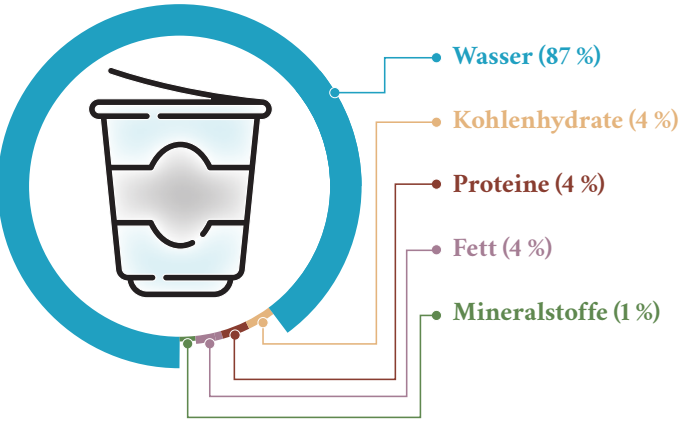 Wasser (87 %)
Kohlenhydrate (4 %)
Proteine (4 %)
Fett (4 %)
Mineralstoffe (1 %)